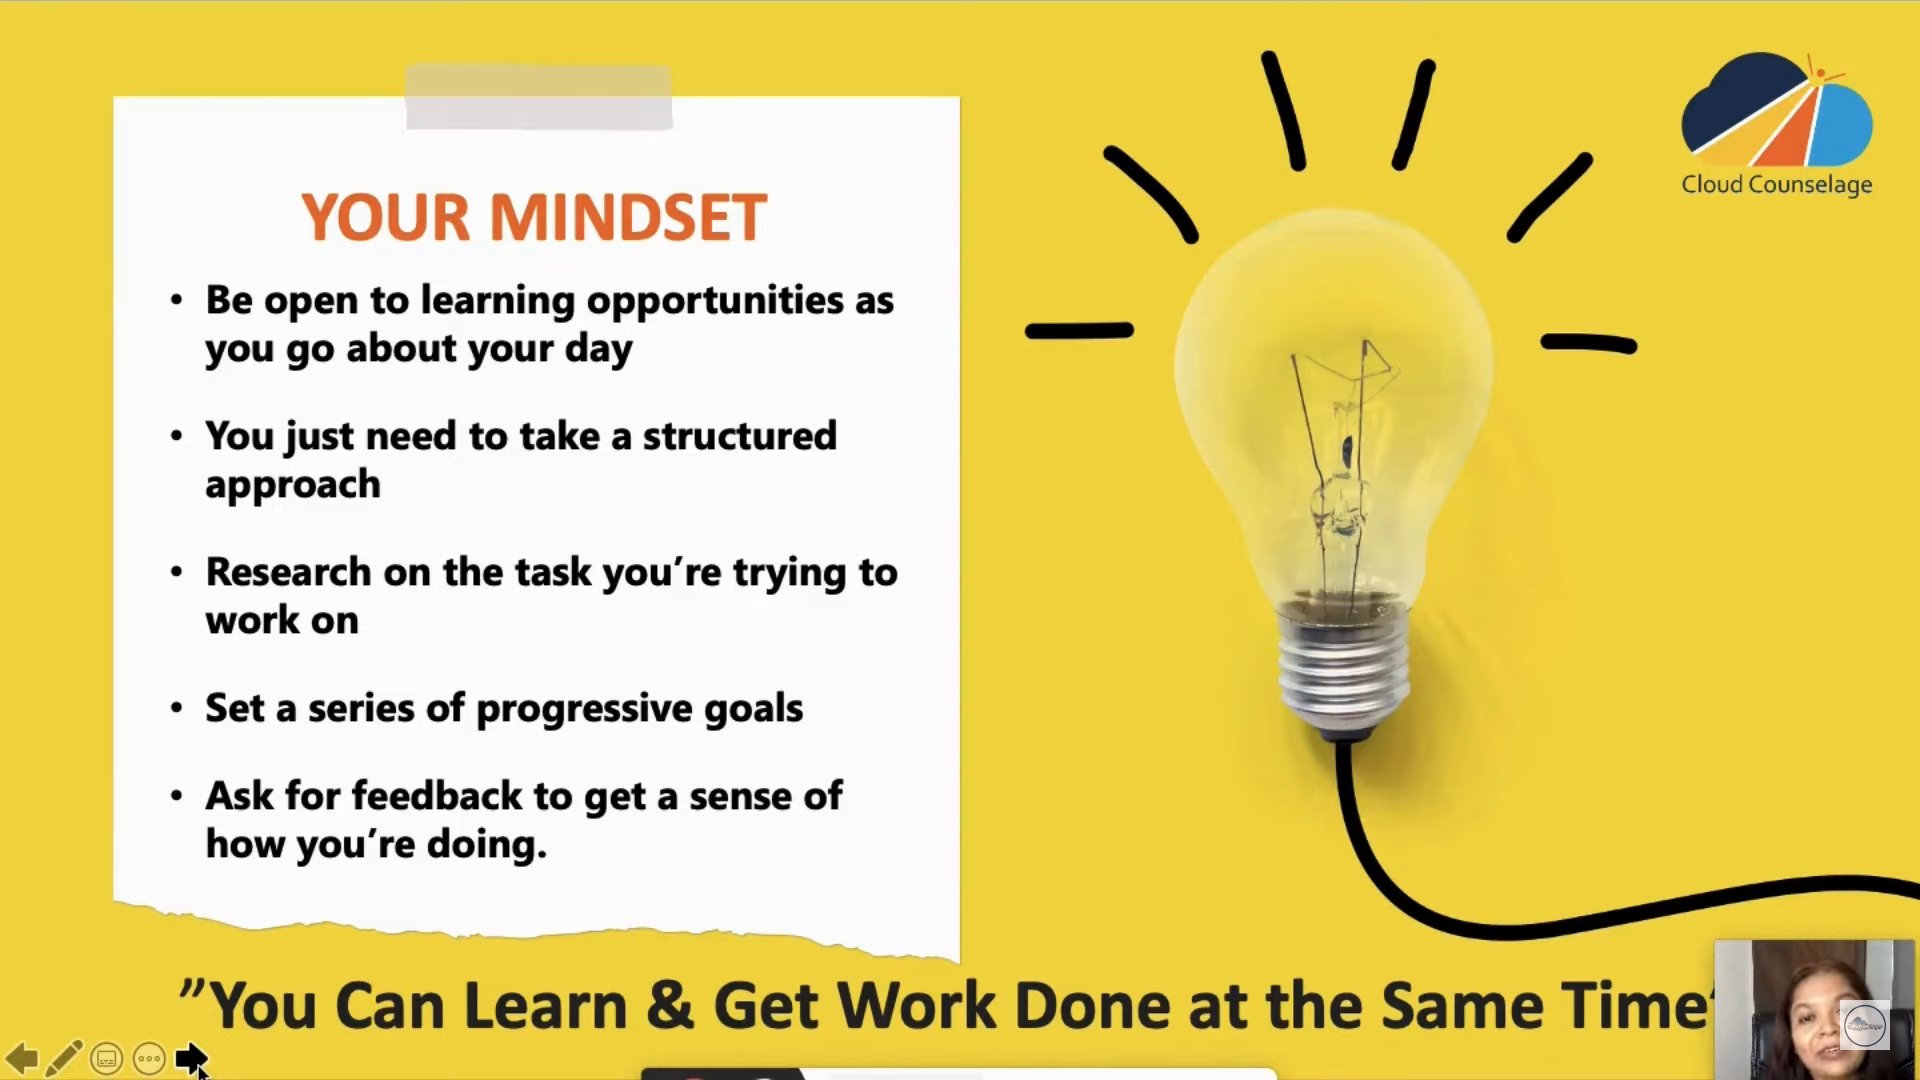 Cloud Counselage
YOUR MINDSET
• Be open to learning opportunities as
you go about your day
• You just need to take a structured
approach
• Research on the task you’re trying to
work on
• Set a series of progressive goals
• Ask for feedback to get a sense of
how you’re doing.
”You Can Learn & Get Work Done at the Same Time”